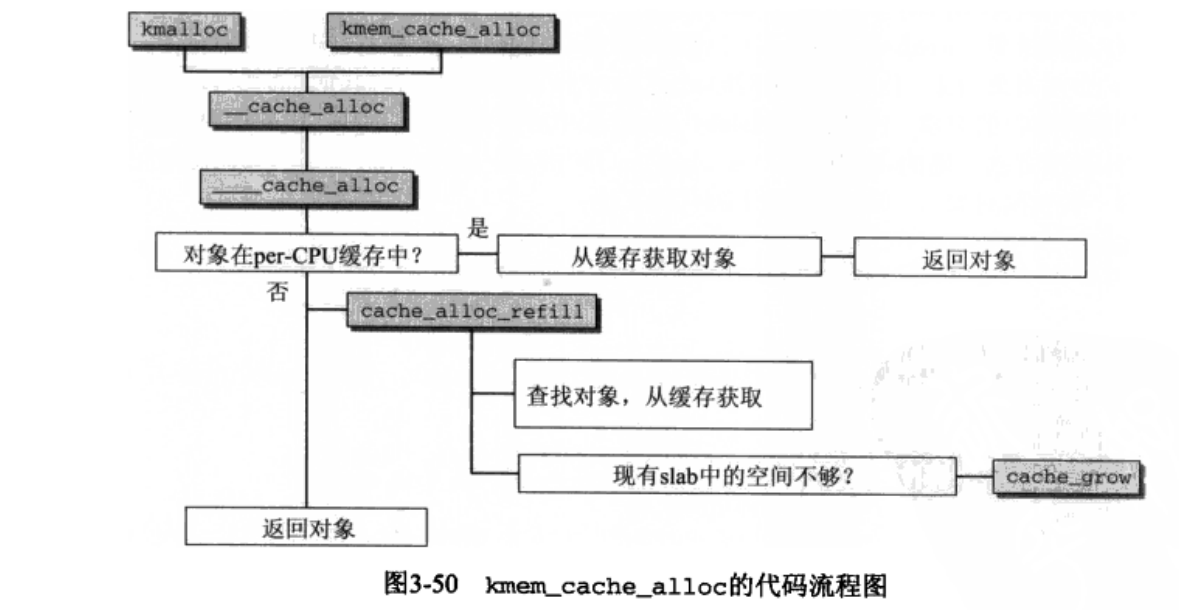 kmalloc
kmem_cache_alloc
__cache_alloc
____cache_alloc
对象在per-CPU缓存中？
是
从缓存获取对象
返回对象
否
cache_alloc_refill
查找对象，从缓存获取
现有slab中的空间不够？
cache_grow
返回对象
图3-50 kmem_cache_alloc的代码流程图